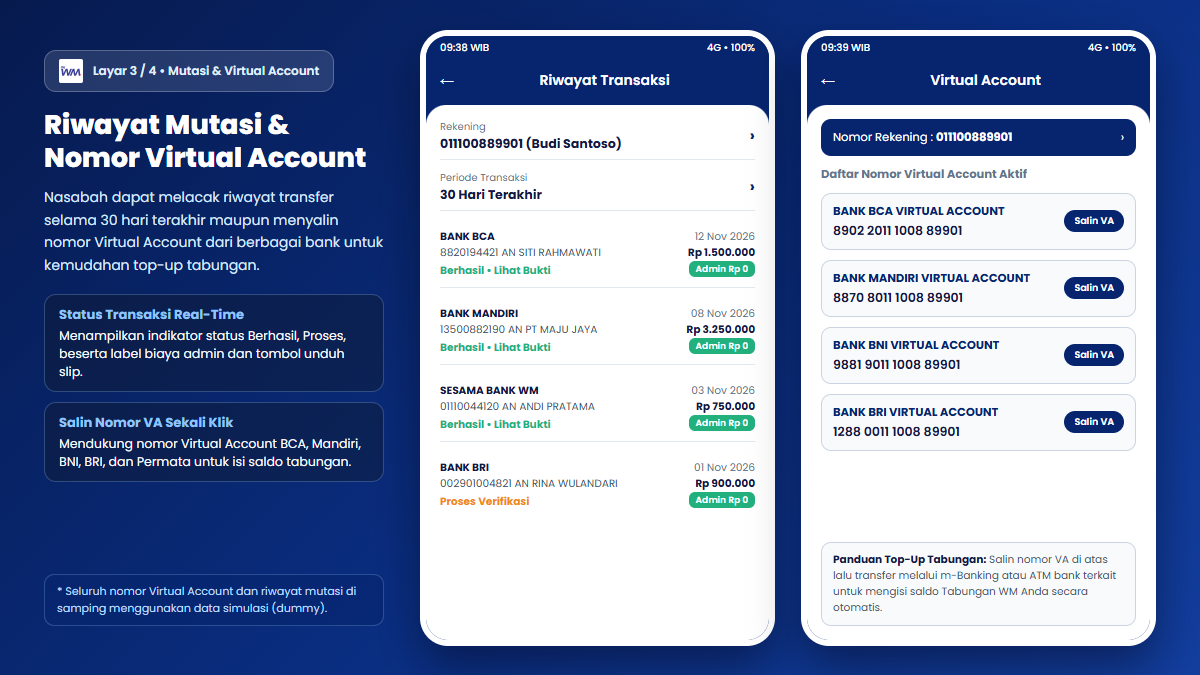 WM
Layar 3 / 4 • Mutasi & Virtual Account
Riwayat Mutasi &
Nomor Virtual Account
Nasabah dapat melacak riwayat transfer
selama 30 hari terakhir maupun menyalin
nomor Virtual Account dari berbagai bank untuk
kemudahan top-up tabungan.
Status Transaksi Real-Time
Menampilkan indikator status Berhasil, Proses,
beserta label biaya admin dan tombol unduh
slip.
Salin Nomor VA Sekali Klik
Mendukung nomor Virtual Account BCA, Mandiri,
BNI, BRI, dan Permata untuk isi saldo tabungan.
* Seluruh nomor Virtual Account dan riwayat mutasi di
samping menggunakan data simulasi (dummy).
09:38 WIB 4G • 100%
← Riwayat Transaksi
Rekening
011100889901 (Budi Santoso) ›
Periode Transaksi
30 Hari Terakhir ›
BANK BCA 12 Nov 2026
8820194421 AN SITI RAHMAWATI Rp 1.500.000
Berhasil • Lihat Bukti Admin Rp 0
BANK MANDIRI 08 Nov 2026
13500882190 AN PT MAJU JAYA Rp 3.250.000
Berhasil • Lihat Bukti Admin Rp 0
SESAMA BANK WM 03 Nov 2026
01110044120 AN ANDI PRATAMA Rp 750.000
Berhasil • Lihat Bukti Admin Rp 0
BANK BRI 01 Nov 2026
002901004821 AN RINA WULANDARI Rp 900.000
Proses Verifikasi Admin Rp 0
09:39 WIB 4G • 100%
← Virtual Account
Nomor Rekening : 011100889901 ›
Daftar Nomor Virtual Account Aktif
BANK BCA VIRTUAL ACCOUNT
8902 2011 1008 89901 Salin VA
BANK MANDIRI VIRTUAL ACCOUNT
8870 8011 1008 89901 Salin VA
BANK BNI VIRTUAL ACCOUNT
9881 9011 1008 89901 Salin VA
BANK BRI VIRTUAL ACCOUNT
1288 0011 1008 89901 Salin VA
Panduan Top-Up Tabungan: Salin nomor VA di atas
lalu transfer melalui m-Banking atau ATM bank terkait
untuk mengisi saldo Tabungan WM Anda secara
otomatis.